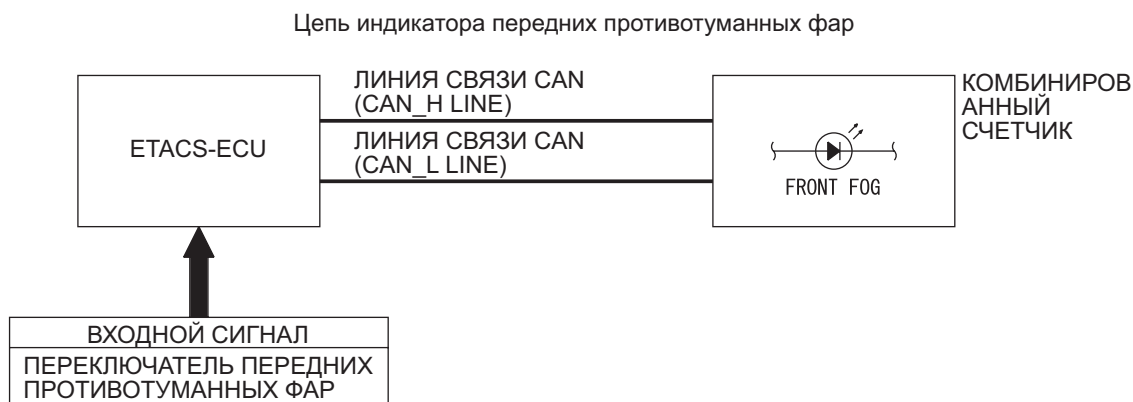 Цепь индикатора передних противотуманных фар
ЛИНИЯ СВЯЗИ CAN
(CAN_H LINE)
ЛИНИЯ СВЯЗИ CAN
(CAN_L LINE)
ETACS-ECU
КОМБИНИРОВ
АННЫЙ
СЧЕТЧИК
FRONT FOG
ВХОДНОЙ СИГНАЛ
ПЕРЕКЛЮЧАТЕЛЬ ПЕРЕДНИХ
ПРОТИВОТУМАННЫХ ФАР